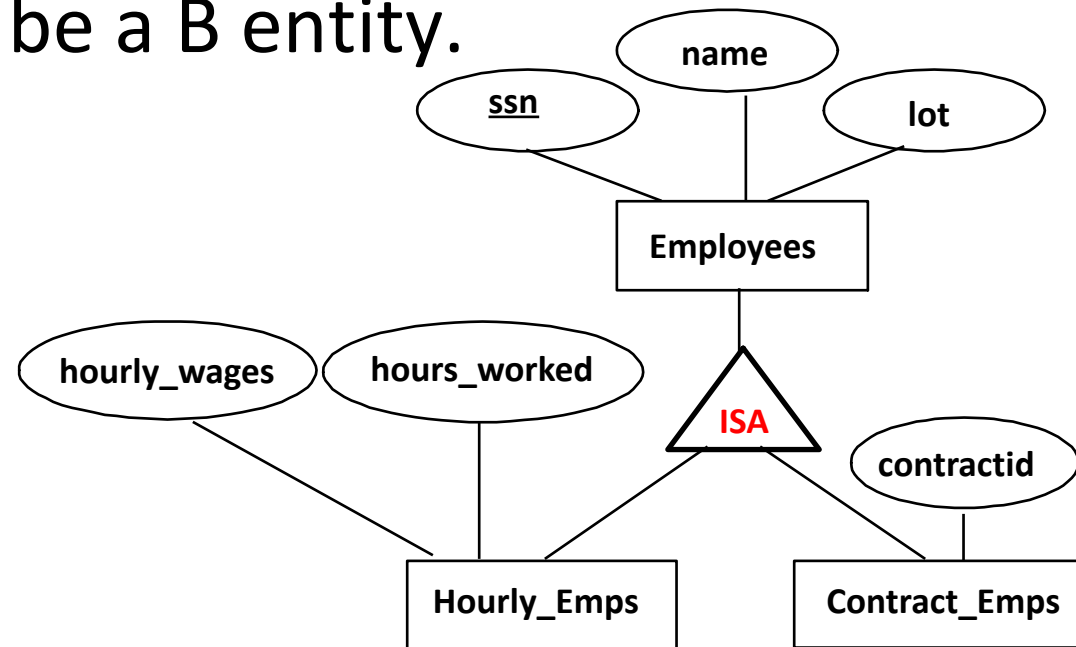 be a B entity.
name
ssn
lot
Employees
hourly_wages
hours_worked
ISA
contractid
Hourly_Emps
Contract_Emps